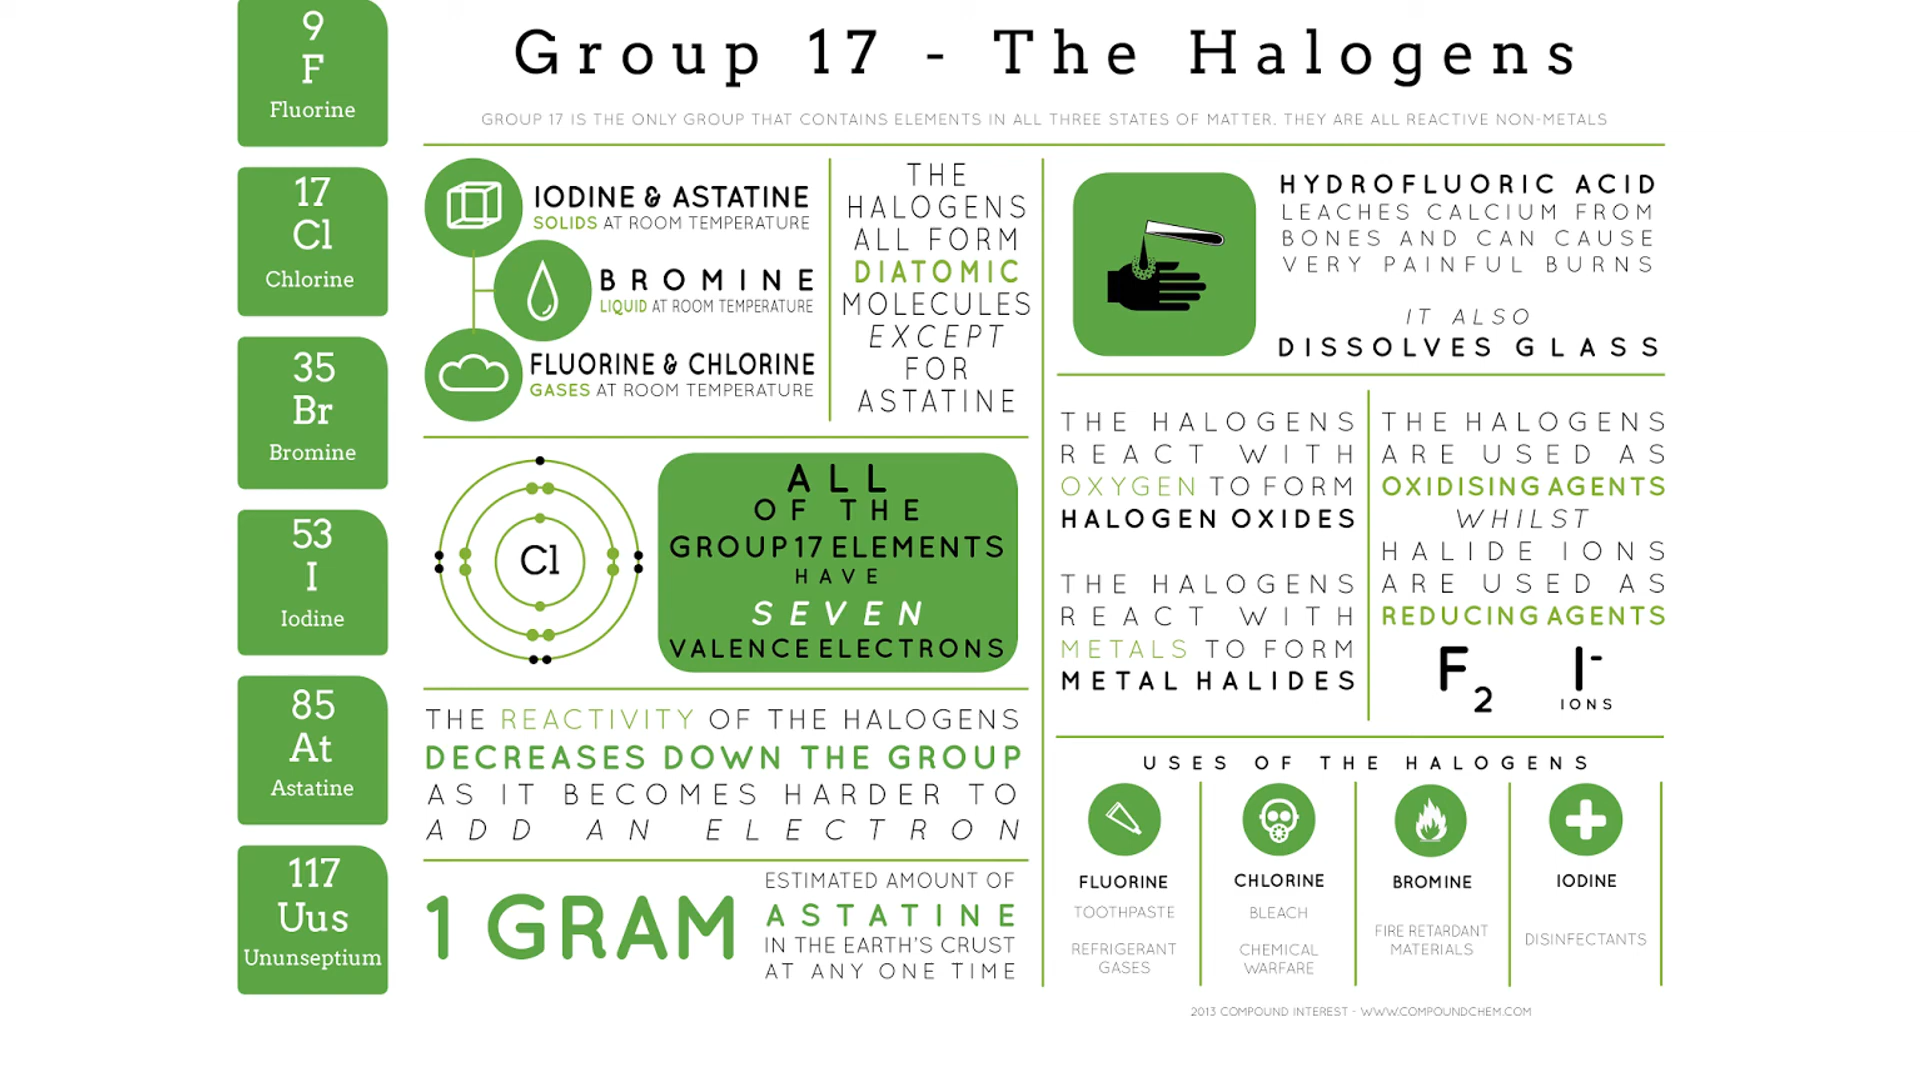 9
F
Fluorine
17
Cl
Chlorine
35
Br
Bromine
53
I
Iodine
85
At
Astatine
117
Uus
Ununseptium
Group 17 - The Halogens
GROUP 17 IS THE ONLY GROUP THAT CONTAINS ELEMENTS IN ALL THREE STATES OF MATTER. THEY ARE ALL REACTIVE NON-METALS
IODINE & ASTATINE
SOLIDS AT ROOM TEMPERATURE
BROMINE
LIQUID AT ROOM TEMPERATURE
FLUORINE & CHLORINE
GASES AT ROOM TEMPERATURE
THE
HALOGENS
ALL FORM
DIATOMIC
MOLECULES
EXCEPT
FOR
ASTATINE
Cl
ALL
OF THE
GROUP 17 ELEMENTS
HAVE
SEVEN
VALENCE ELECTRONS
THE REACTIVITY OF THE HALOGENS
DECREASES DOWN THE GROUP
AS IT BECOMES HARDER TO
ADD AN ELECTRON
1 GRAM
ESTIMATED AMOUNT OF
ASTATINE
IN THE EARTH'S CRUST
AT ANY ONE TIME
HYDROFLUORIC ACID
LEACHES CALCIUM FROM
BONES AND CAN CAUSE
VERY PAINFUL BURNS
IT ALSO
DISSOLVES GLASS
THE HALOGENS
REACT WITH
OXYGEN TO FORM
HALOGEN OXIDES
THE HALOGENS
REACT WITH
METALS TO FORM
METAL HALIDES
THE HALOGENS
ARE USED AS
OXIDISING AGENTS
WHILST
HALIDE IONS
ARE USED AS
REDUCING AGENTS
F2 I-
IONS
USES OF THE HALOGENS
FLUORINE
TOOTHPASTE
REFRIGERANT
GASES
CHLORINE
BLEACH
CHEMICAL
WARFARE
BROMINE
FIRE RETARDANT
MATERIALS
IODINE
DISINFECTANTS
2013 COMPOUND INTEREST - WWW.COMPOUNDCHEM.COM